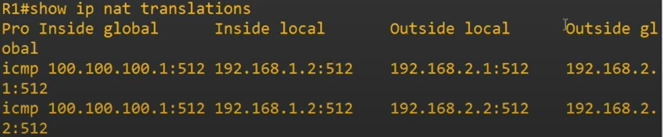 R1#show ip nat translations
Pro Inside global      Inside local       Outside local      Outside gl
obal
icmp 100.100.100.1:512 192.168.1.2:512    192.168.2.1:512    192.168.2.
1:512
icmp 100.100.100.1:512 192.168.1.2:512    192.168.2.2:512    192.168.2.
2:512